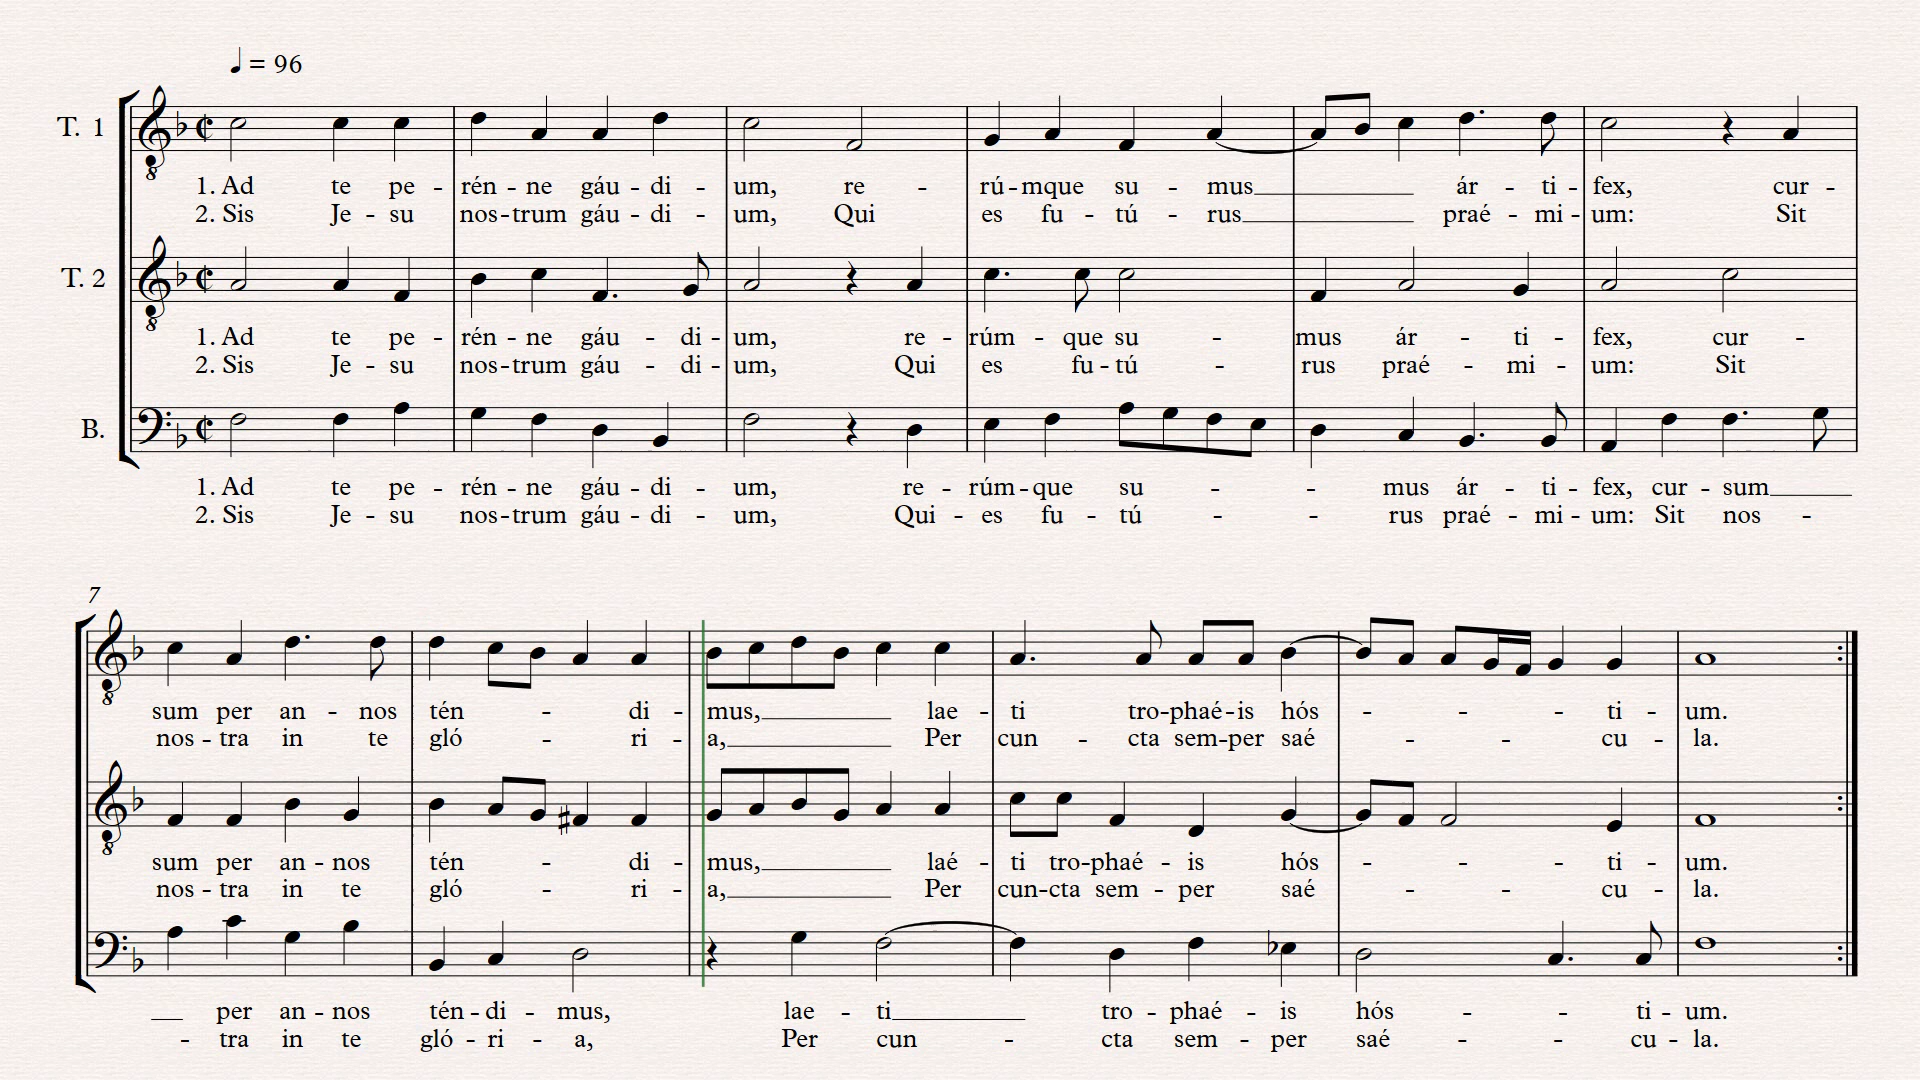 ♩ = 96
T. 1
1. Ad te pe - rén - ne gáu - di - um, re - rú - mque su - mus ár - ti - fex, cur -
2. Sis Je - su nos - trum gáu - di - um, Qui es fu - tú - rus praé - mi - um: Sit
T. 2
1. Ad te pe - rén - ne gáu - di - um, re - rúm - que su - mus ár - ti - fex, cur -
2. Sis Je - su nos - trum gáu - di - um, Qui es fu - tú - rus praé - mi - um: Sit
B.
1. Ad te pe - rén - ne gáu - di - um, re - rúm - que su - - mus ár - ti - fex, cur - sum
2. Sis Je - su nos - trum gáu - di - um, Qui - es fu - tú - - rus praé - mi - um: Sit nos -
7
sum per an - nos tén - di - mus, lae - ti tro - phaé - is hós - - - ti - um.
nos - tra in te gló - ri - a, Per cun - cta sem - per saé - - cu - la.
sum per an - nos tén - di - mus, laé - ti tro - phaé - is hós - - - ti - um.
nos - tra in te gló - ri - a, Per cun - cta sem - per saé - - cu - la.
per an - nos tén - di - mus, lae - ti tro - phaé - is hós - - ti - um.
- tra in te gló - ri - a, Per cun - cta sem - per saé - - cu - la.